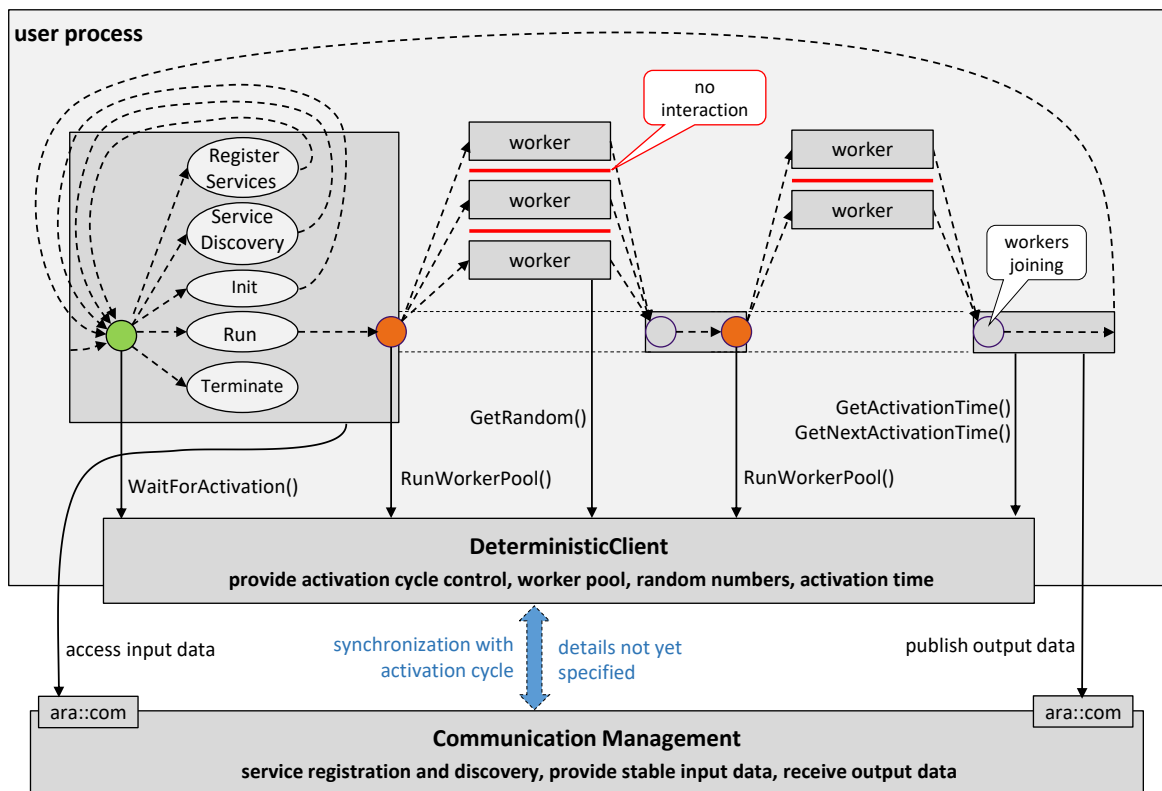 user process
no
interaction
Register
Services
Service
Discovery
Init
Run
Terminate
worker
worker
worker
worker
worker
workers
joining
WaitForActivation()
RunWorkerPool()
GetRandom()
RunWorkerPool()
GetActivationTime()
GetNextActivationTime()
DeterministicClient
provide activation cycle control, worker pool, random numbers, activation time
access input data
synchronization with
activation cycle
details not yet
specified
publish output data
ara::com
ara::com
Communication Management
service registration and discovery, provide stable input data, receive output data